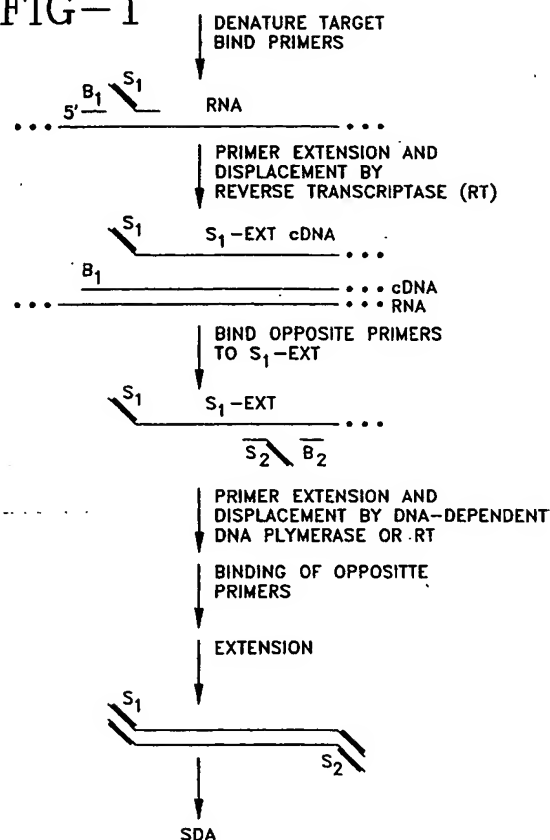 FIG-1
DENATURE TARGET
BIND PRIMERS
S1
B1
5'
RNA
PRIMER EXTENSION AND
DISPLACEMENT BY
REVERSE TRANSCRIPTASE (RT)
S1
S1-EXT cDNA
B1
cDNA
RNA
BIND OPPOSITE PRIMERS
TO S1-EXT
S1
S1-EXT
S2 B2
PRIMER EXTENSION AND
DISPLACEMENT BY DNA-DEPENDENT
DNA PLYMERASE OR RT
BINDING OF OPPOSITTE
PRIMERS
EXTENSION
S1
S2
SDA